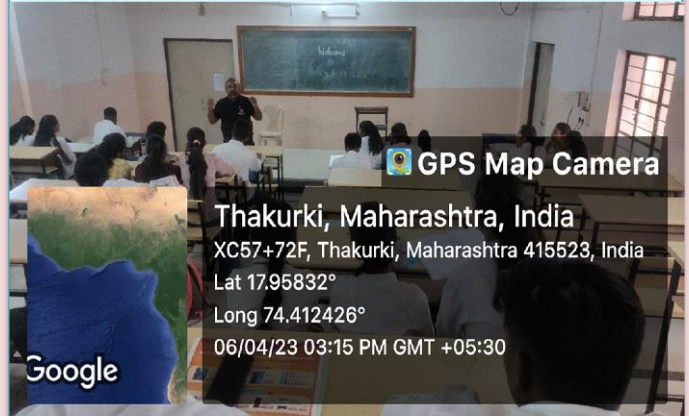 Welcome
GPS Map Camera
Thakurki, Maharashtra, India
XC57+72F, Thakurki, Maharashtra 415523, India
Lat 17.95832°
Long 74.412426°
06/04/23 03:15 PM GMT +05:30
Google